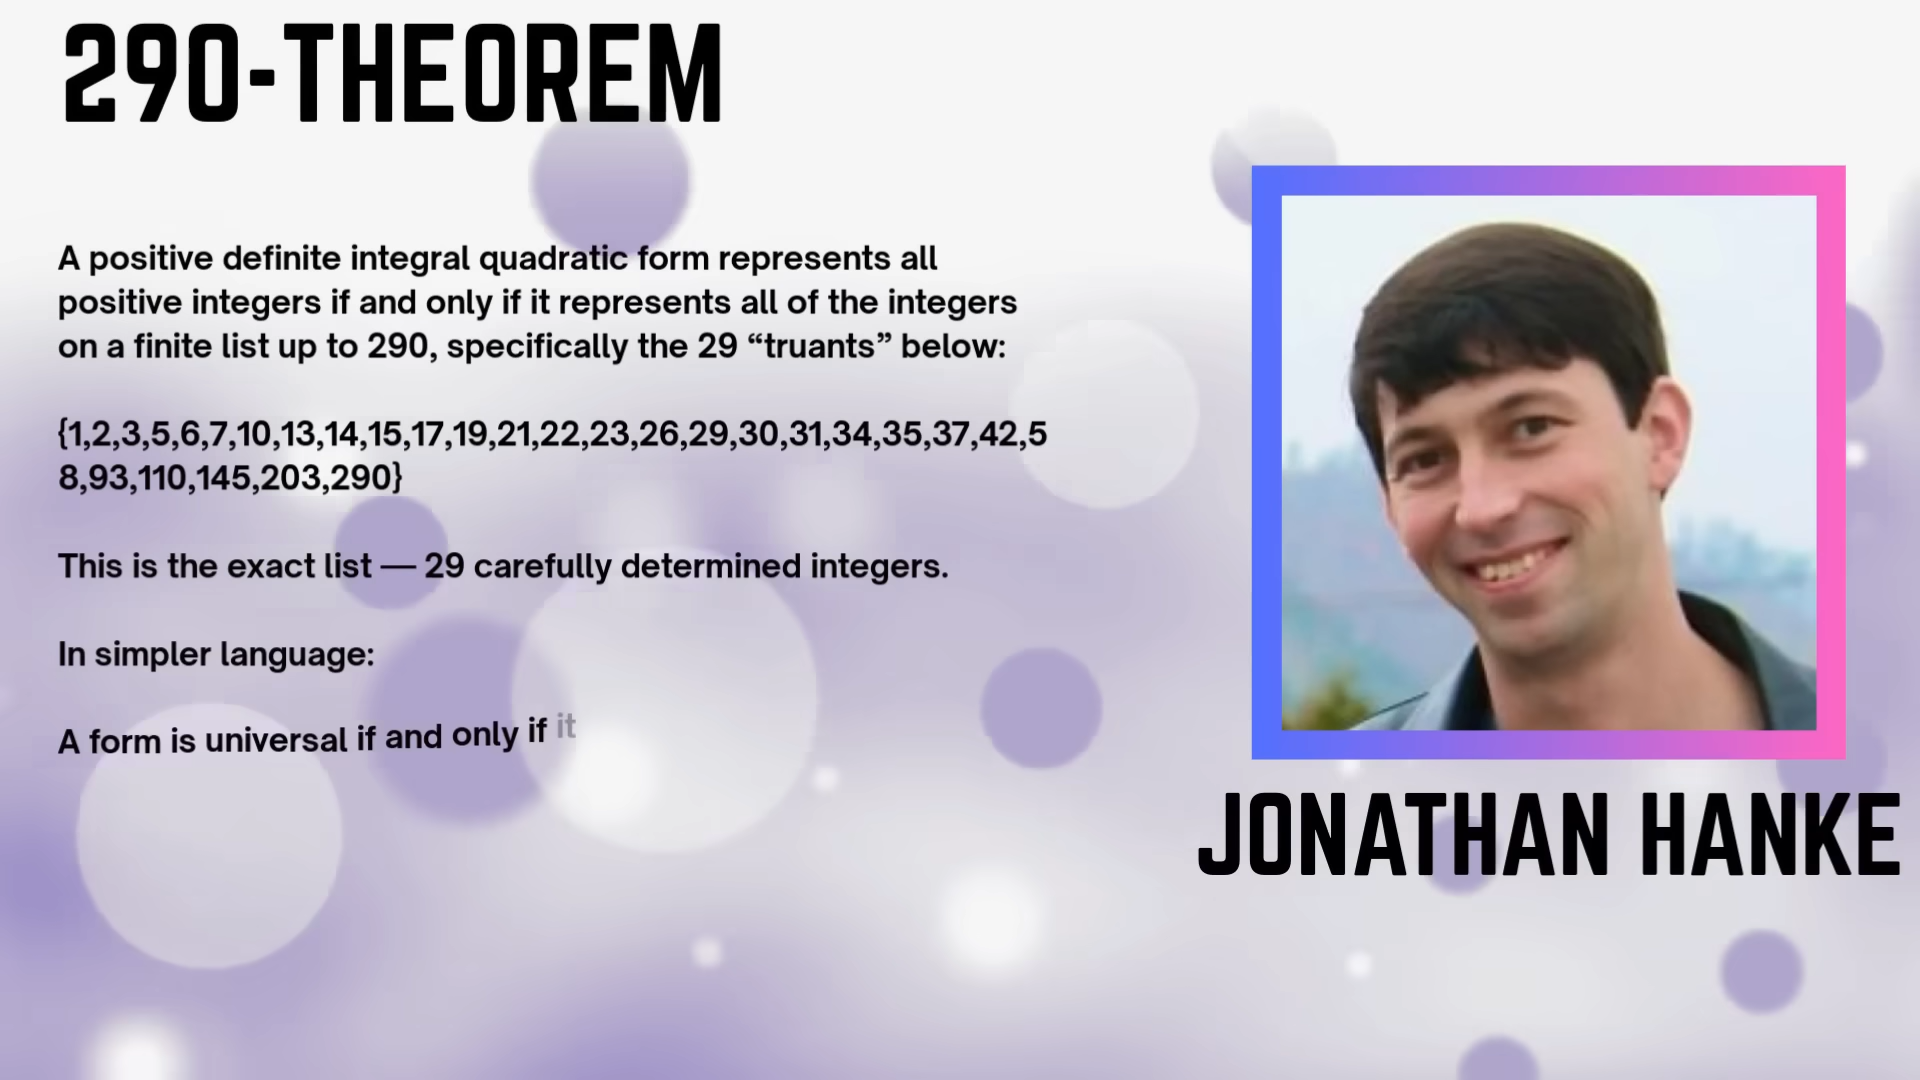 290-THEOREM
A positive definite integral quadratic form represents all
positive integers if and only if it represents all of the integers
on a finite list up to 290, specifically the 29 “truants” below:
{1,2,3,5,6,7,10,13,14,15,17,19,21,22,23,26,29,30,31,34,35,37,42,5
8,93,110,145,203,290}
This is the exact list — 29 carefully determined integers.
In simpler language:
A form is universal if and only if it
JONATHAN HANKE